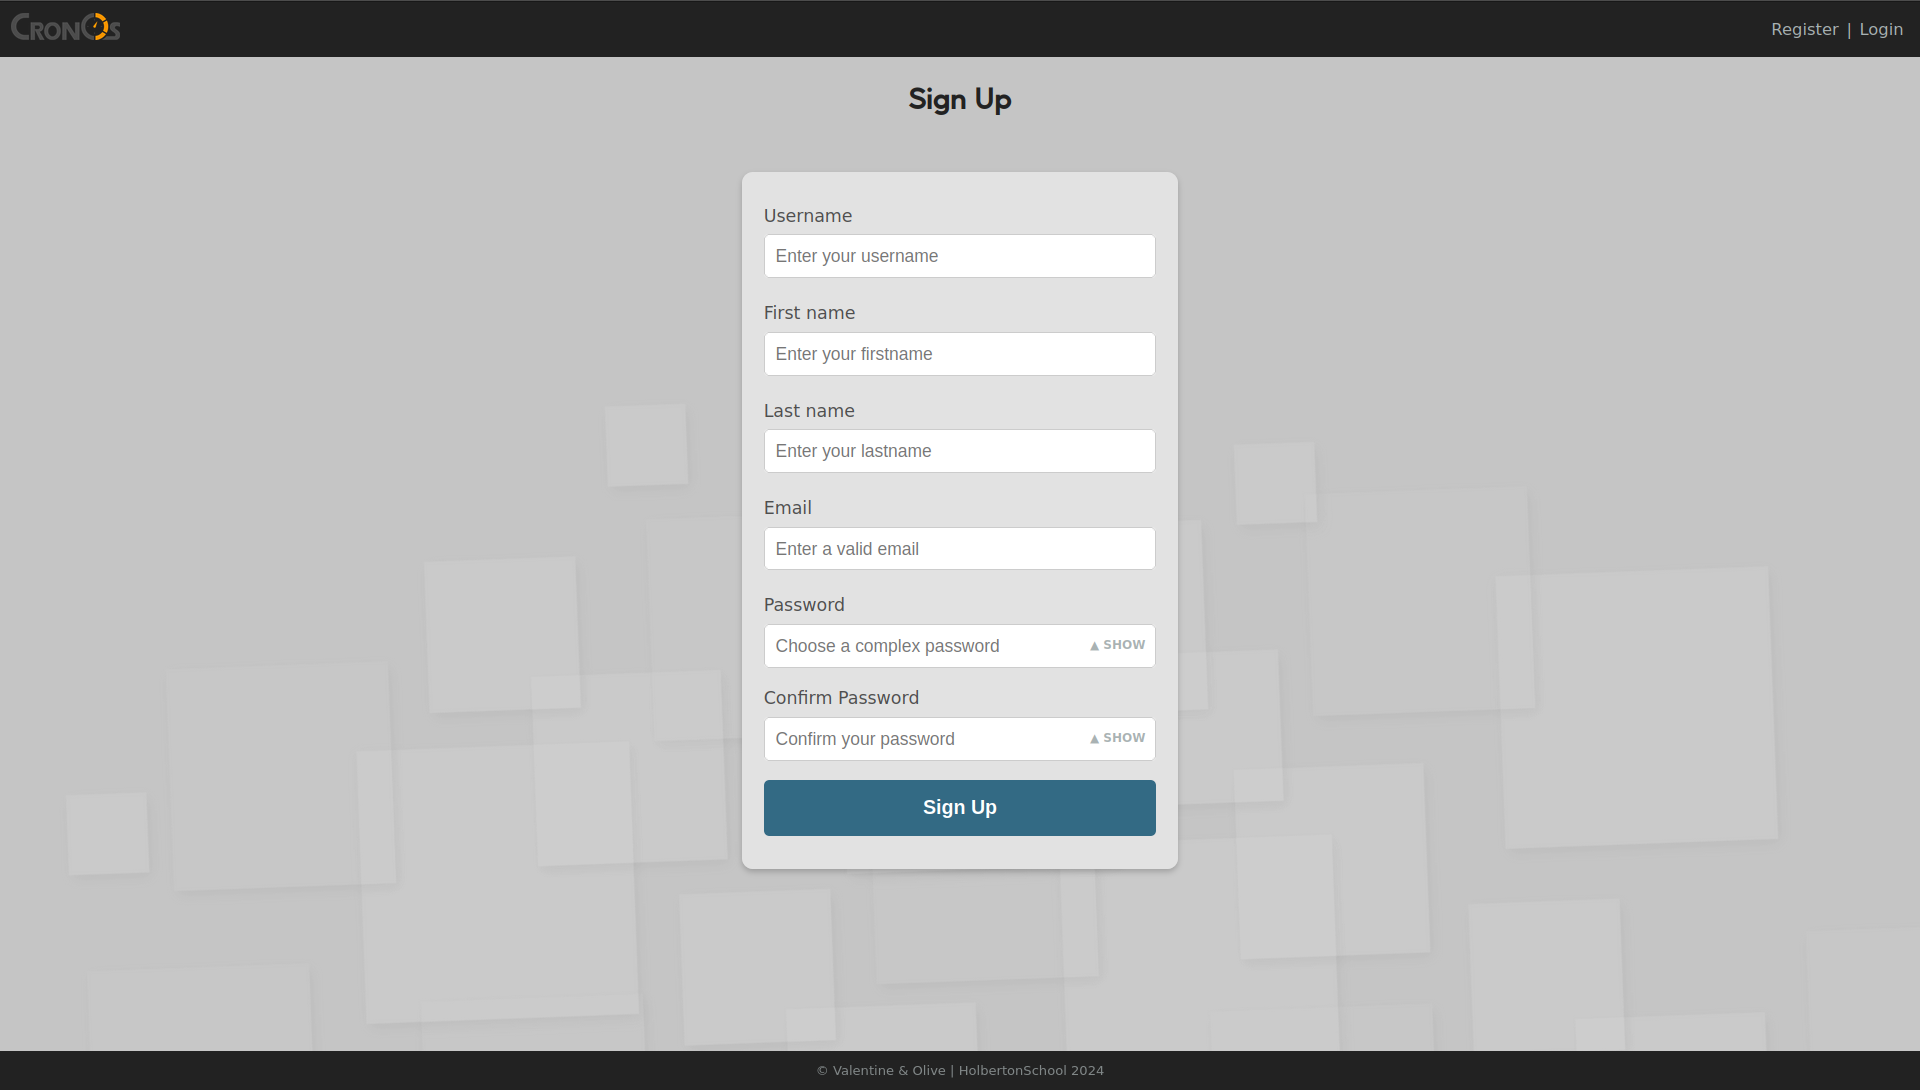 CRONOS
Register | Login
Sign Up
Username
Enter your username
First name
Enter your firstname
Last name
Enter your lastname
Email
Enter a valid email
Password
Choose a complex password ▲ SHOW
Confirm Password
Confirm your password ▲ SHOW
Sign Up
© Valentine & Olive | HolbertonSchool 2024